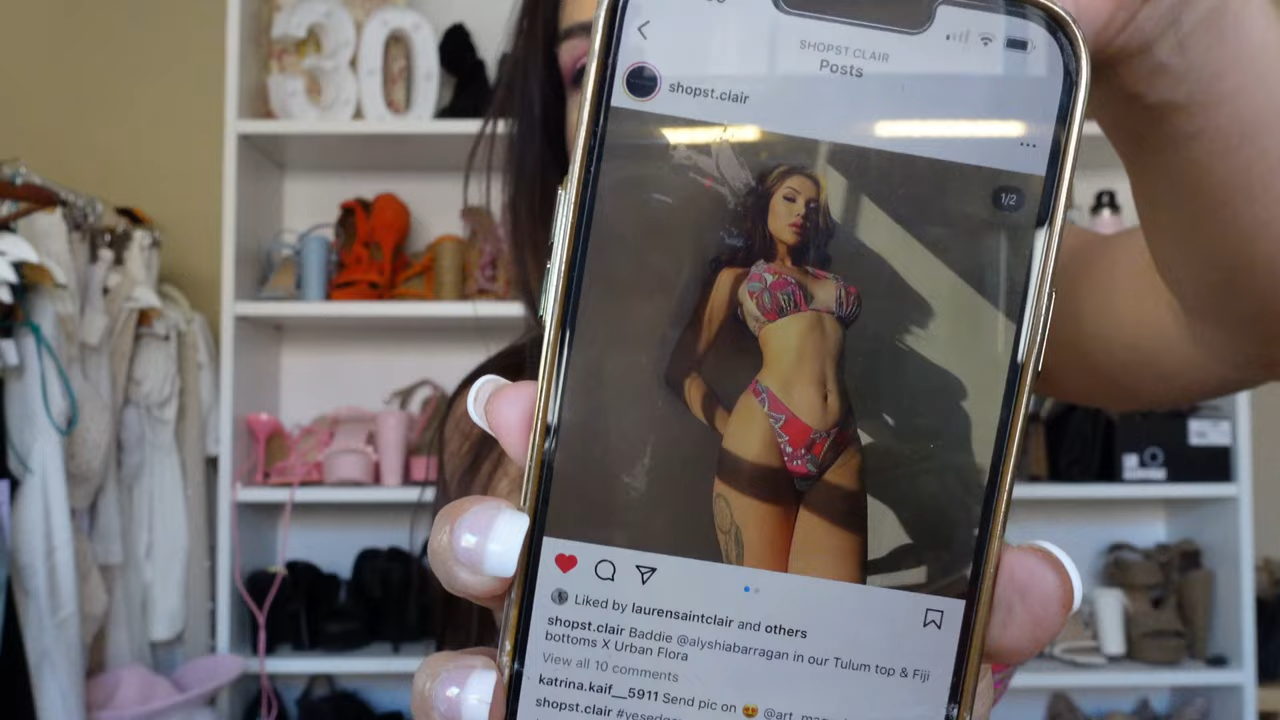 30
SHOPST.CLAIR
Posts
shopst.clair
1/2
Liked by laurensaintclair and others
shopst.clair Baddie @alyshiabarragan in our Tulum top & Fiji
bottoms X Urban Flora
View all 10 comments
katrina.kaif__5911 Send pic on 😍
shopst.clair